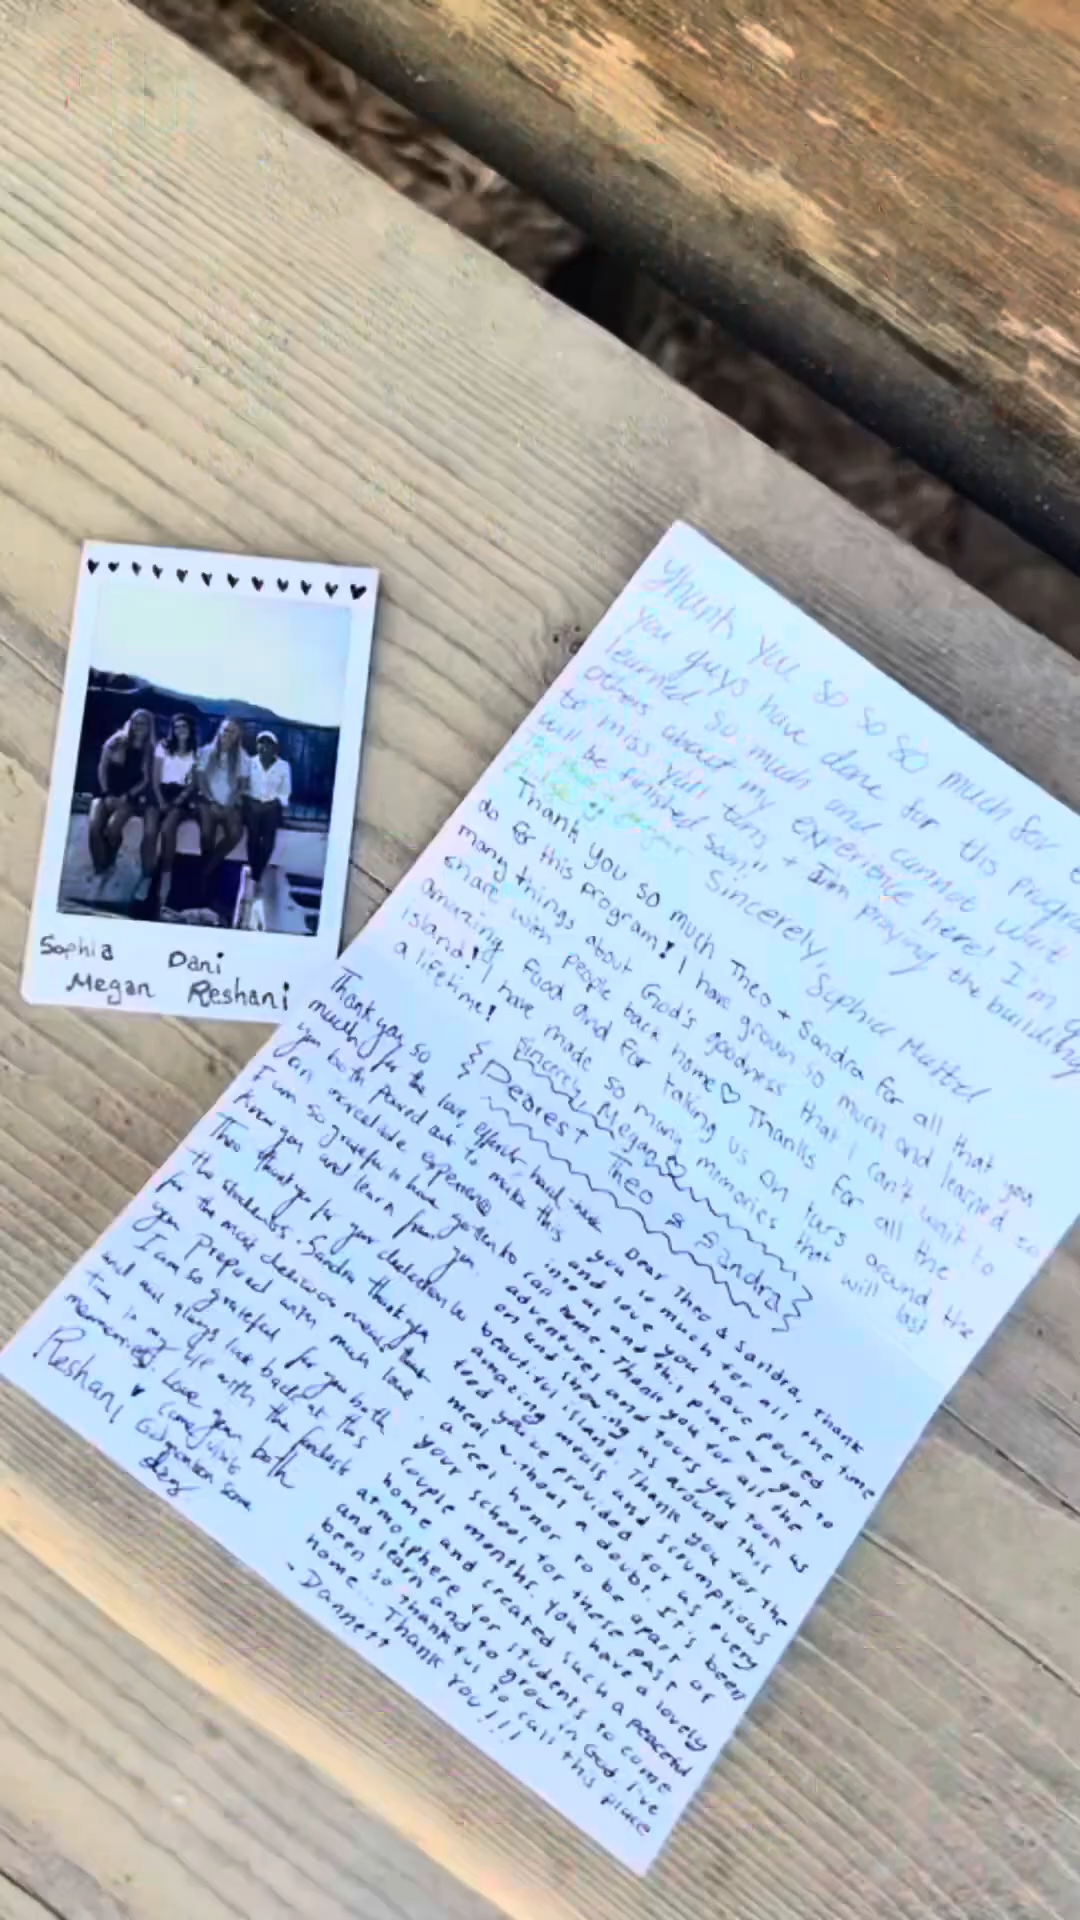 Sophia Dani
Megan Reshani
Thank you so so so much for
you guys have done for this
learned so much and cannot wait
others about my experience here! I'm
to miss yall tons + I'm praying the building
will be finished soon!!
Sincerely, Sophia
Thank you so much Theo + Sandra for all that you
do for this program! I have grown so much and learned so
many things about God's goodness that I can't wait to
share with people back home♡ Thanks for all the
amazing food and for taking us on turs around the
island! I have made so many mimories that will last
a lifetime!
Sincerely, Megan♡
Dearest Theo & Sandra
Thank you so
much for the love, effort, hard-work
you both poured out to make this
an incredible experience
I am so grateful to have gotten to
know you and learn from you.
Theo thank you for your dedication to
the students. Sandra thank you
for the most delicious meals that
you prepared with much love.
I am so grateful for you both
and will always look back at this
time in my life with the fondest
memories. Love you both
Reshani ♥
Come visit
Edmonton some
day
Dear Theo & Sandra, Thank
you so much for all the time
and love you have poured
into us and this place we got to
call home. Thank you for all the
adventures and tours you took us
on and showing us around this
beautiful island. Thank you for the
amazing meals and scrumptious
food you've provided for us every
meal without a doubt. It's been
a reel honor to be apart of
your school for these past
couple months. You have a lovely
home and created such a peaceful
atmosphere for students to come
and learn and to grow in God. I've
been so thankful to call this place
home... Thank you!!!
- Dannett